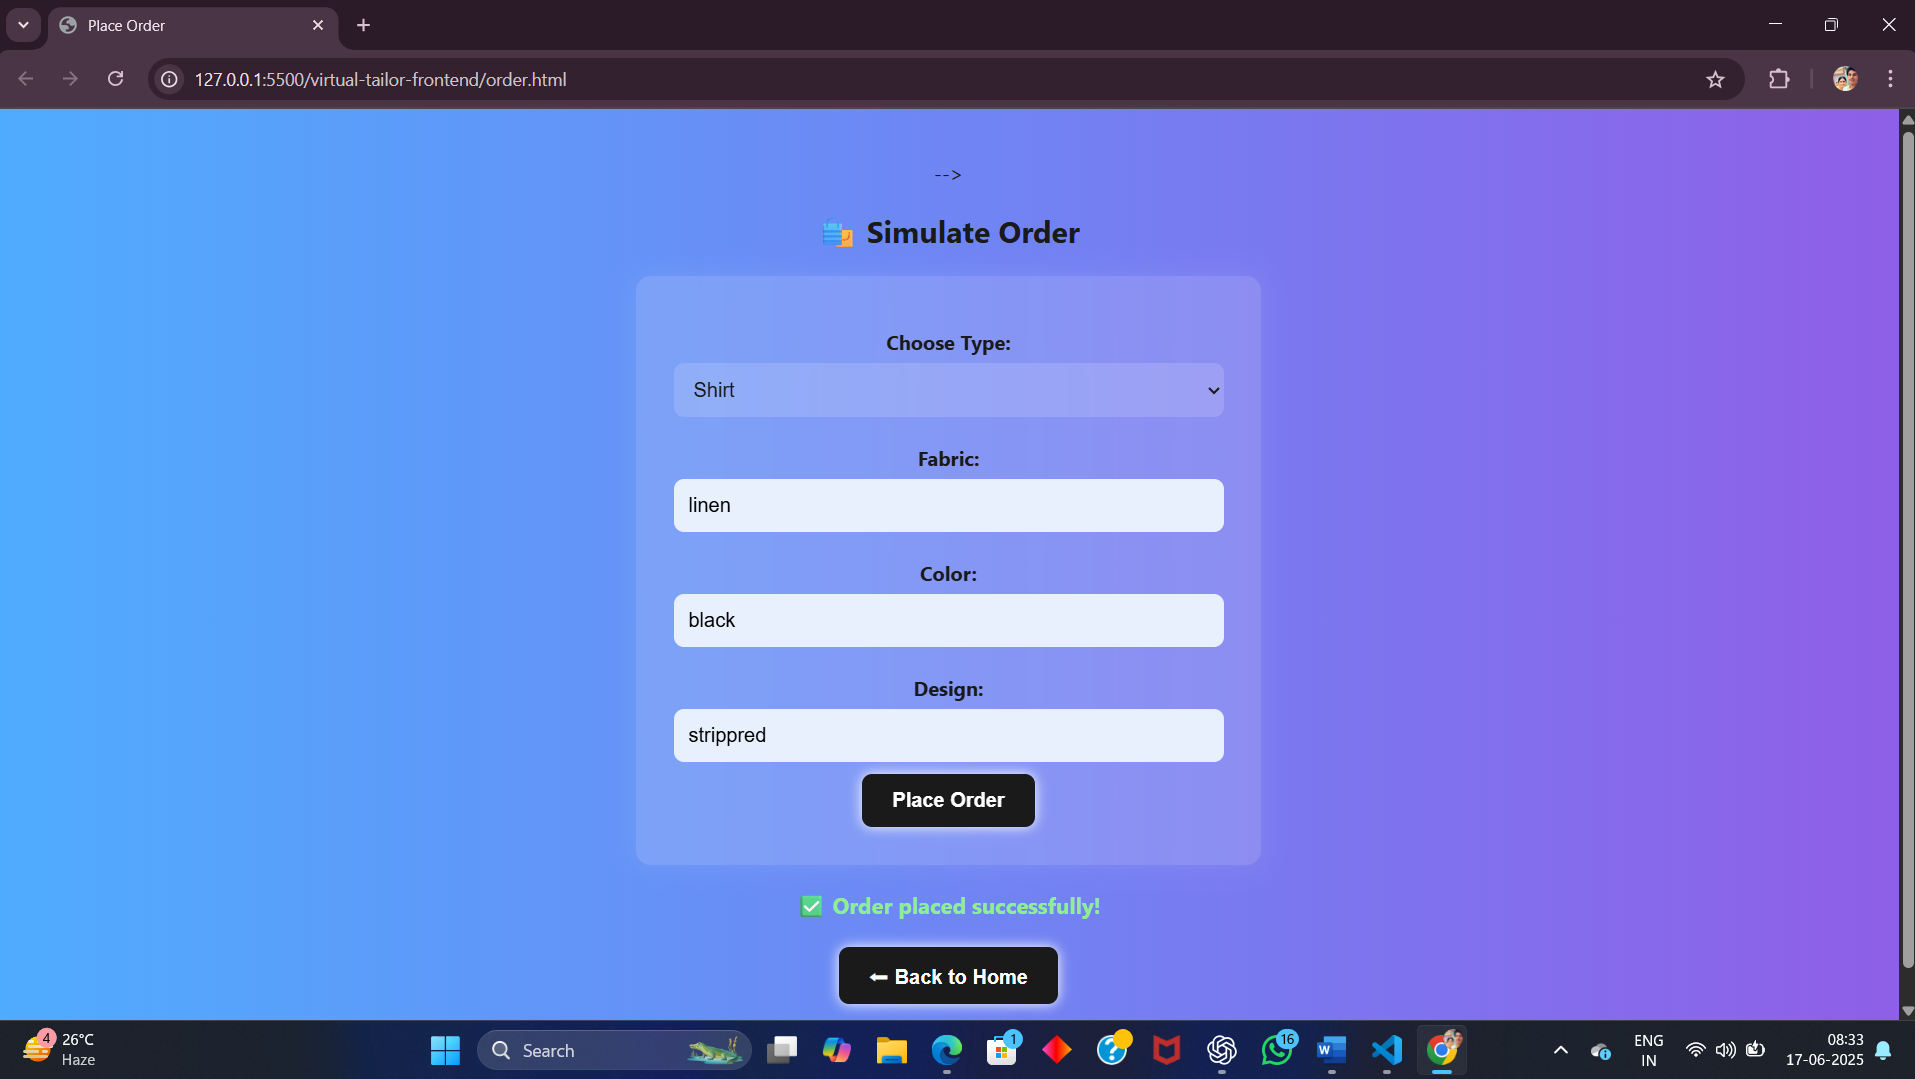 Place Order
127.0.0.1:5500/virtual-tailor-frontend/order.html
-->
Simulate Order
Choose Type:
Shirt
Fabric:
linen
Color:
black
Design:
strippred
Place Order
✅ Order placed successfully!
⬅ Back to Home
4
26°C
Haze
Search
1
16
ENG
IN
08:33
17-06-2025